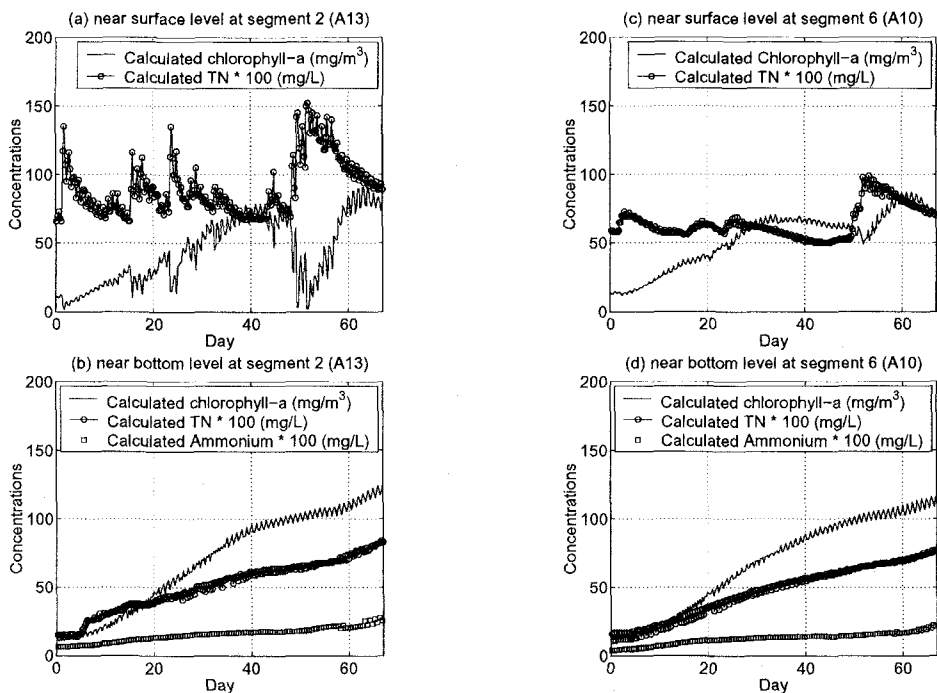 (a) near surface level at segment 2 (A13)
200
150
100
50
0
Concentrations
Calculated chlorophyll-a (mg/m³)
Calculated TN * 100 (mg/L)
0 20 40 60
Day
(c) near surface level at segment 6 (A10)
200
150
100
50
0
Concentrations
Calculated Chlorophyll-a (mg/m³)
Calculated TN * 100 (mg/L)
0 20 40 60
Day
(b) near bottom level at segment 2 (A13)
200
150
100
50
0
Concentrations
Calculated chlorophyll-a (mg/m³)
Calculated TN * 100 (mg/L)
Calculated Ammonium * 100 (mg/L)
0 20 40 60
Day
(d) near bottom level at segment 6 (A10)
200
150
100
50
0
Concentrations
Calculated chlorophyll-a (mg/m³)
Calculated TN * 100 (mg/L)
Calculated Ammonium * 100 (mg/L)
0 20 40 60
Day